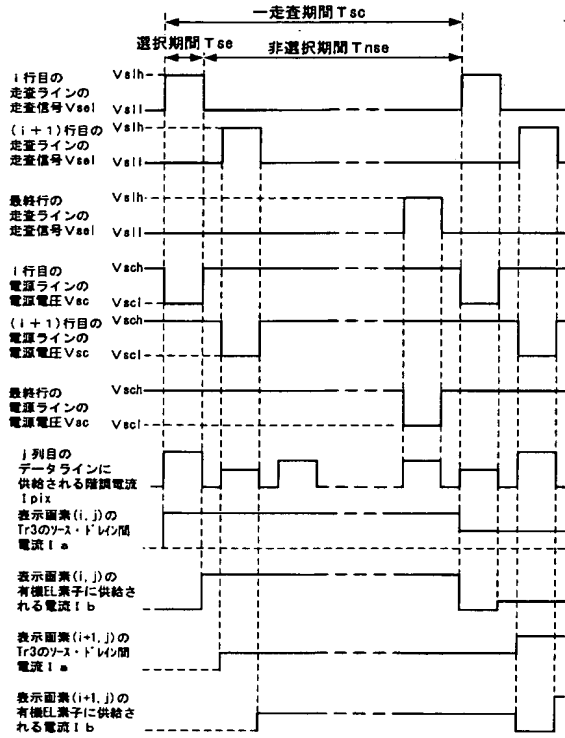 一走査期間Tsc
選択期間Tse
非選択期間Tnse
i行目の
走査ラインの
走査信号Vsel
Vslh
Vsll
(i+1)行目の
走査ラインの
走査信号Vsel
Vslh
Vsll
最終行の
走査ラインの
走査信号Vsel
Vslh
Vsll
i行目の
電源ラインの
電源電圧Vsc
Vsch
Vscl
(i+1)行目の
電源ラインの
電源電圧Vsc
Vsch
Vscl
最終行の
電源ラインの
電源電圧Vsc
Vsch
Vscl
j列目の
データラインに
供給される階調電流
Ipix
表示画素(i,j)の
Tr3のソース・ドレイン間
電流Ia
表示画素(i,j)の
有機EL素子に供給さ
れる電流Ib
表示画素(i+1,j)の
Tr3のソース・ドレイン間
電流Ia
表示画素(i+1,j)の
有機EL素子に供給さ
れる電流Ib